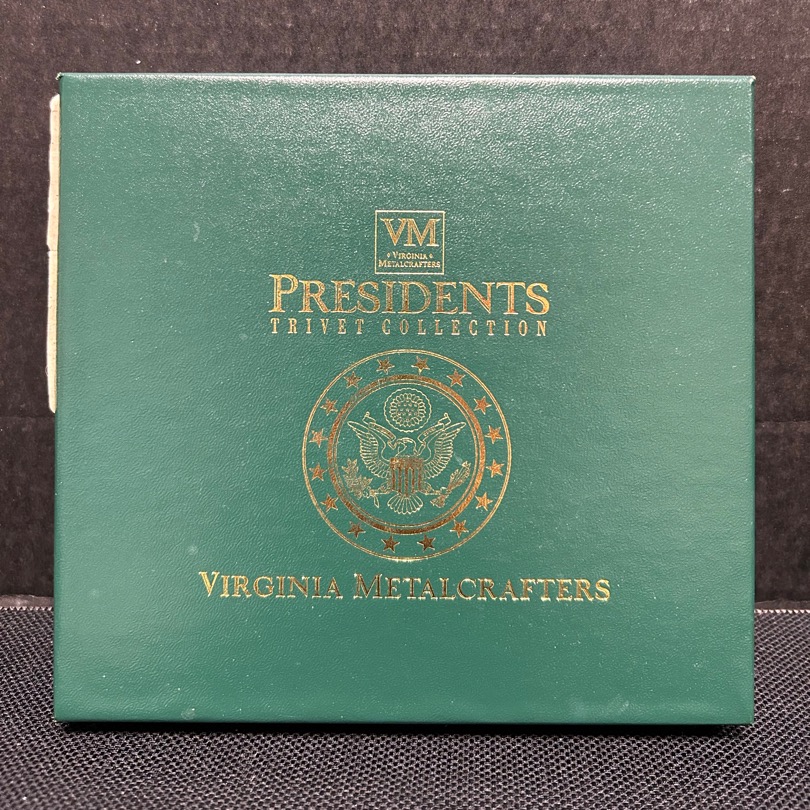 VM
VIRGINIA
METALCRAFTERS
PRESIDENTS
TRIVET COLLECTION
VIRGINIA METALCRAFTERS